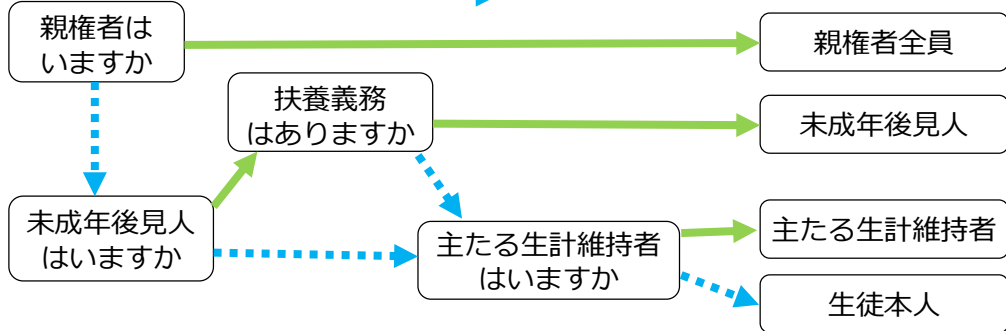 親権者は
いますか
親権者全員
扶養義務
はありますか
未成年後見人
未成年後見人
はいますか
主たる生計維持者
はいますか
主たる生計維持者
生徒本人